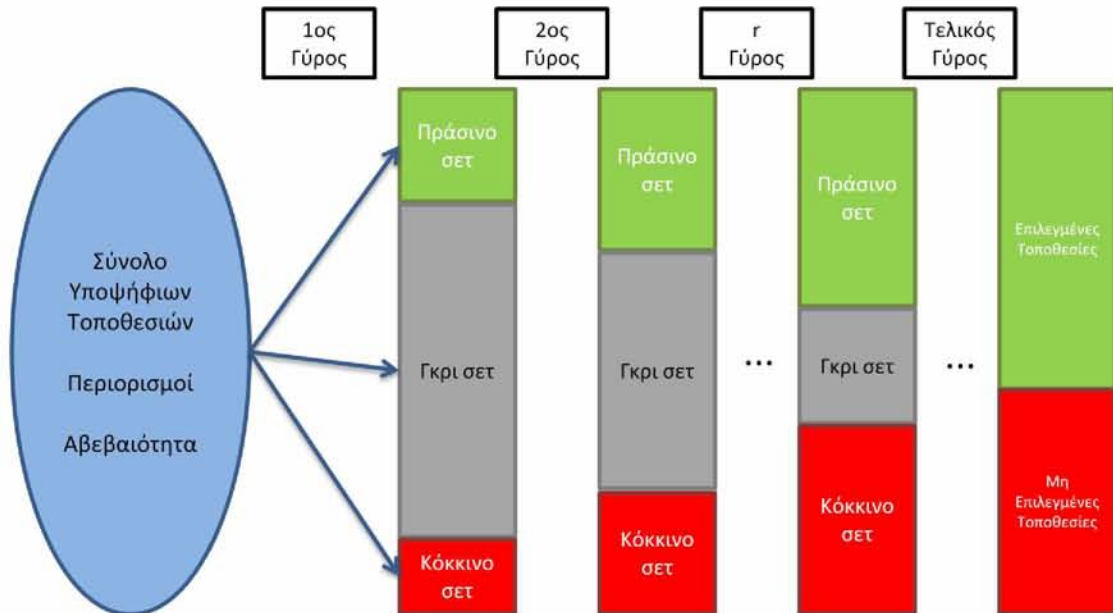 1ος
Γύρος
2ος
Γύρος
r
Γύρος
Τελικός
Γύρος
Σύνολο
Υποψήφιων
Τοποθεσιών
Περιορισμοί
Αβεβαιότητα
Πράσινο
σετ
Γκρι σετ
Κόκκινο
σετ
Πράσινο
σετ
Γκρι σετ
Κόκκινο
σετ
...
Πράσινο
σετ
Γκρι σετ
Κόκκινο
σετ
...
Επιλεγμένες
Τοποθεσίες
Μη
Επιλεγμένες
Τοποθεσίες